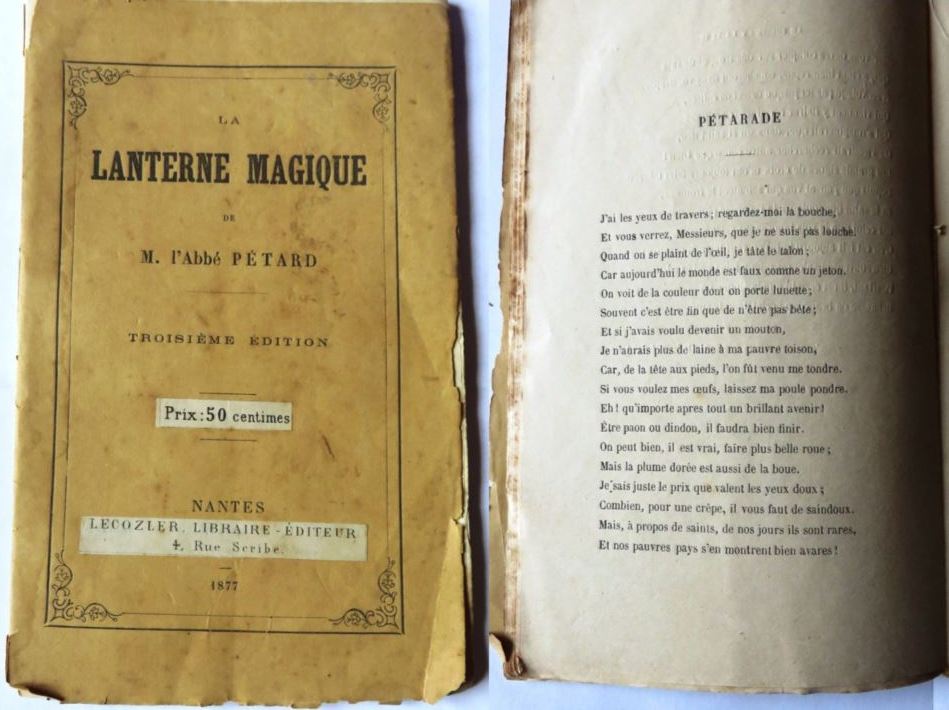 LA
LANTERNE MAGIQUE
DE
M. l'Abbé PÉTARD
TROISIÈME ÉDITION
Prix: 50 centimes
NANTES
LECOZLER, LIBRAIRE-ÉDITEUR
4, Rue Scribe.
1877
PÉTARADE
J'ai les yeux de travers; regardez-moi la bouche,
Et vous verrez, Messieurs, que je ne suis pas louche.
Quand on se plaint de l'œil, je tâte le talon;
Car aujourd'hui le monde est faux comme un jeton.
On voit de la couleur dont on porte lunette;
Souvent c'est être fin que de n'être pas bête;
Et si j'avais voulu devenir un mouton,
Je n'aurais plus de laine à ma pauvre toison,
Car, de la tête aux pieds, l'on fût venu me tondre.
Si vous voulez mes œufs, laissez ma poule pondre.
Eh! qu'importe apres tout un brillant avenir!
Être paon ou dindon, il faudra bien finir.
On peut bien, il est vrai, faire plus belle roue;
Mais la plume dorée est aussi de la boue.
Je sais juste le prix que valent les yeux doux;
Combien, pour une crêpe, il vous faut de saindoux.
Mais, à propos de saints, de nos jours ils sont rares,
Et nos pauvres pays s'en montrent bien avares!